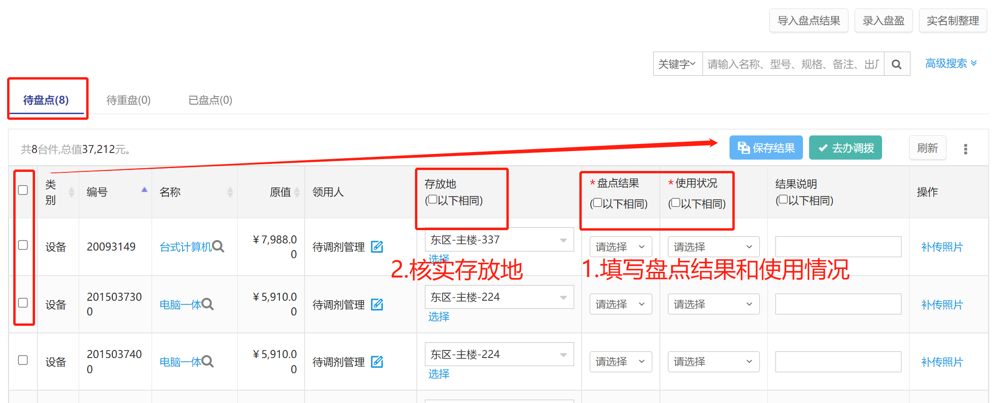 导入盘点结果 录入盘盈 实名制整理
关键字 请输入名称、型号、规格、备注、出厂 高级搜索
待盘点(8) 待重盘(0) 已盘点(0)
共8台件,总值37,212元。 保存结果 去办调拨 刷新
类别 编号 名称 原值 领用人 存放地 (以下相同) *盘点结果 (以下相同) *使用状况 (以下相同) 结果说明 (以下相同) 操作
设备 20093149 台式计算机 ¥7,988.00 待调剂管理 东区-主楼-337 选择 请选择 请选择 补传照片
2.核实存放地 1.填写盘点结果和使用情况
设备 2015037300 电脑一体 ¥5,910.00 待调剂管理 东区-主楼-224 选择 请选择 请选择 补传照片
设备 2015037400 电脑一体 ¥5,910.00 待调剂管理 东区-主楼-224 选择 请选择 请选择 补传照片